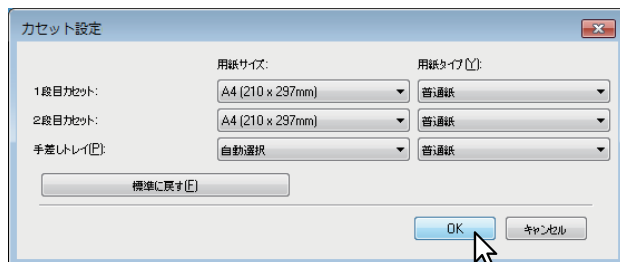 カセット設定
用紙サイズ: 用紙タイプ(Y):
1段目カセット: A4 (210 x 297mm) 普通紙
2段目カセット: A4 (210 x 297mm) 普通紙
手差しトレイ(P): 自動選択 普通紙
標準に戻す(F)
OK キャンセル